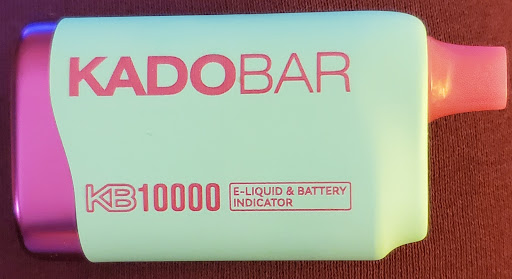 KADOBAR
KB10000
E-LIQUID & BATTERY
INDICATOR